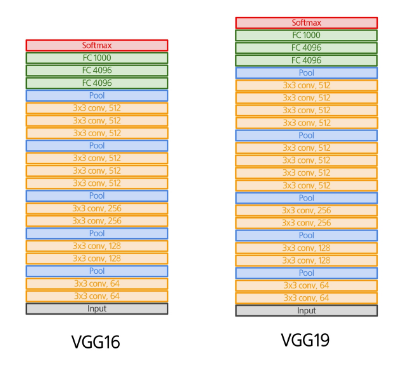 Softmax
FC 1000
FC 4096
FC 4096
Pool
3x3 conv, 512
3x3 conv, 512
3x3 conv, 512
Pool
3x3 conv, 512
3x3 conv, 512
3x3 conv, 512
Pool
3x3 conv, 256
3x3 conv, 256
Pool
3x3 conv, 128
3x3 conv, 128
Pool
3x3 conv, 64
3x3 conv, 64
Input
VGG16
Softmax
FC 1000
FC 4096
FC 4096
Pool
3x3 conv, 512
3x3 conv, 512
3x3 conv, 512
3x3 conv, 512
Pool
3x3 conv, 512
3x3 conv, 512
3x3 conv, 512
3x3 conv, 512
Pool
3x3 conv, 256
3x3 conv, 256
Pool
3x3 conv, 128
3x3 conv, 128
Pool
3x3 conv, 64
3x3 conv, 64
Input
VGG19